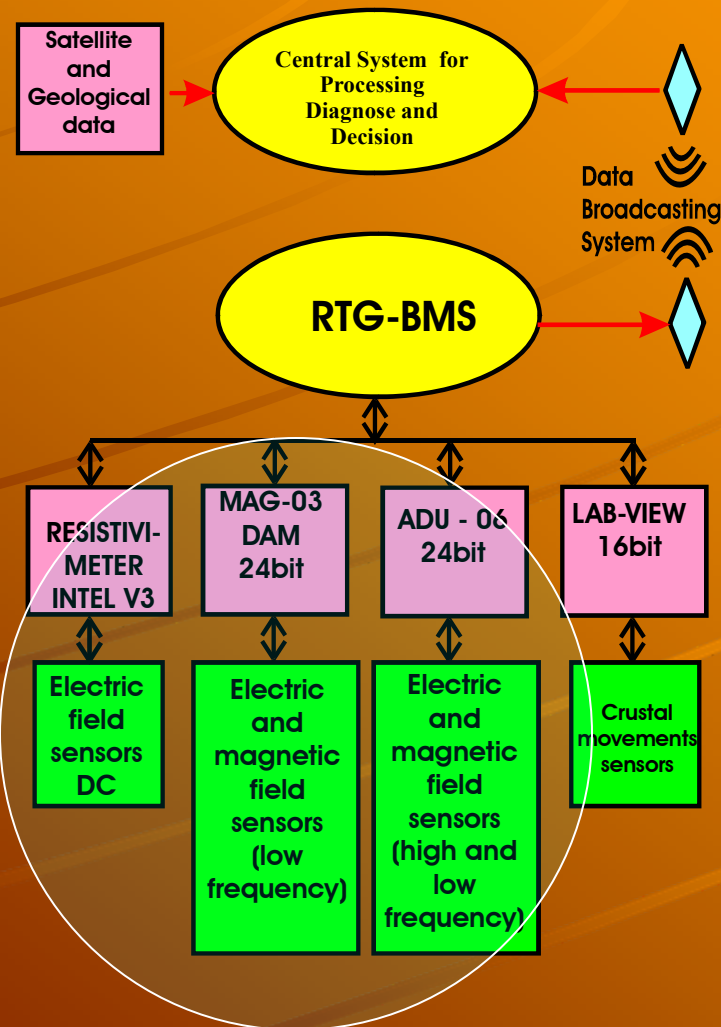 Satellite
and
Geological
data
Central System for
Processing
Diagnose and
Decision
Data
Broadcasting
System
RTG-BMS
RESISTIVI-
METER
INTEL V3
MAG-03
DAM
24bit
ADU - 06
24bit
LAB-VIEW
16bit
Electric
field
sensors
DC
Electric
and
magnetic
field
sensors
(low
frequency)
Electric
and
magnetic
field
sensors
(high and
low
frequency)
Crustal
movements
sensors